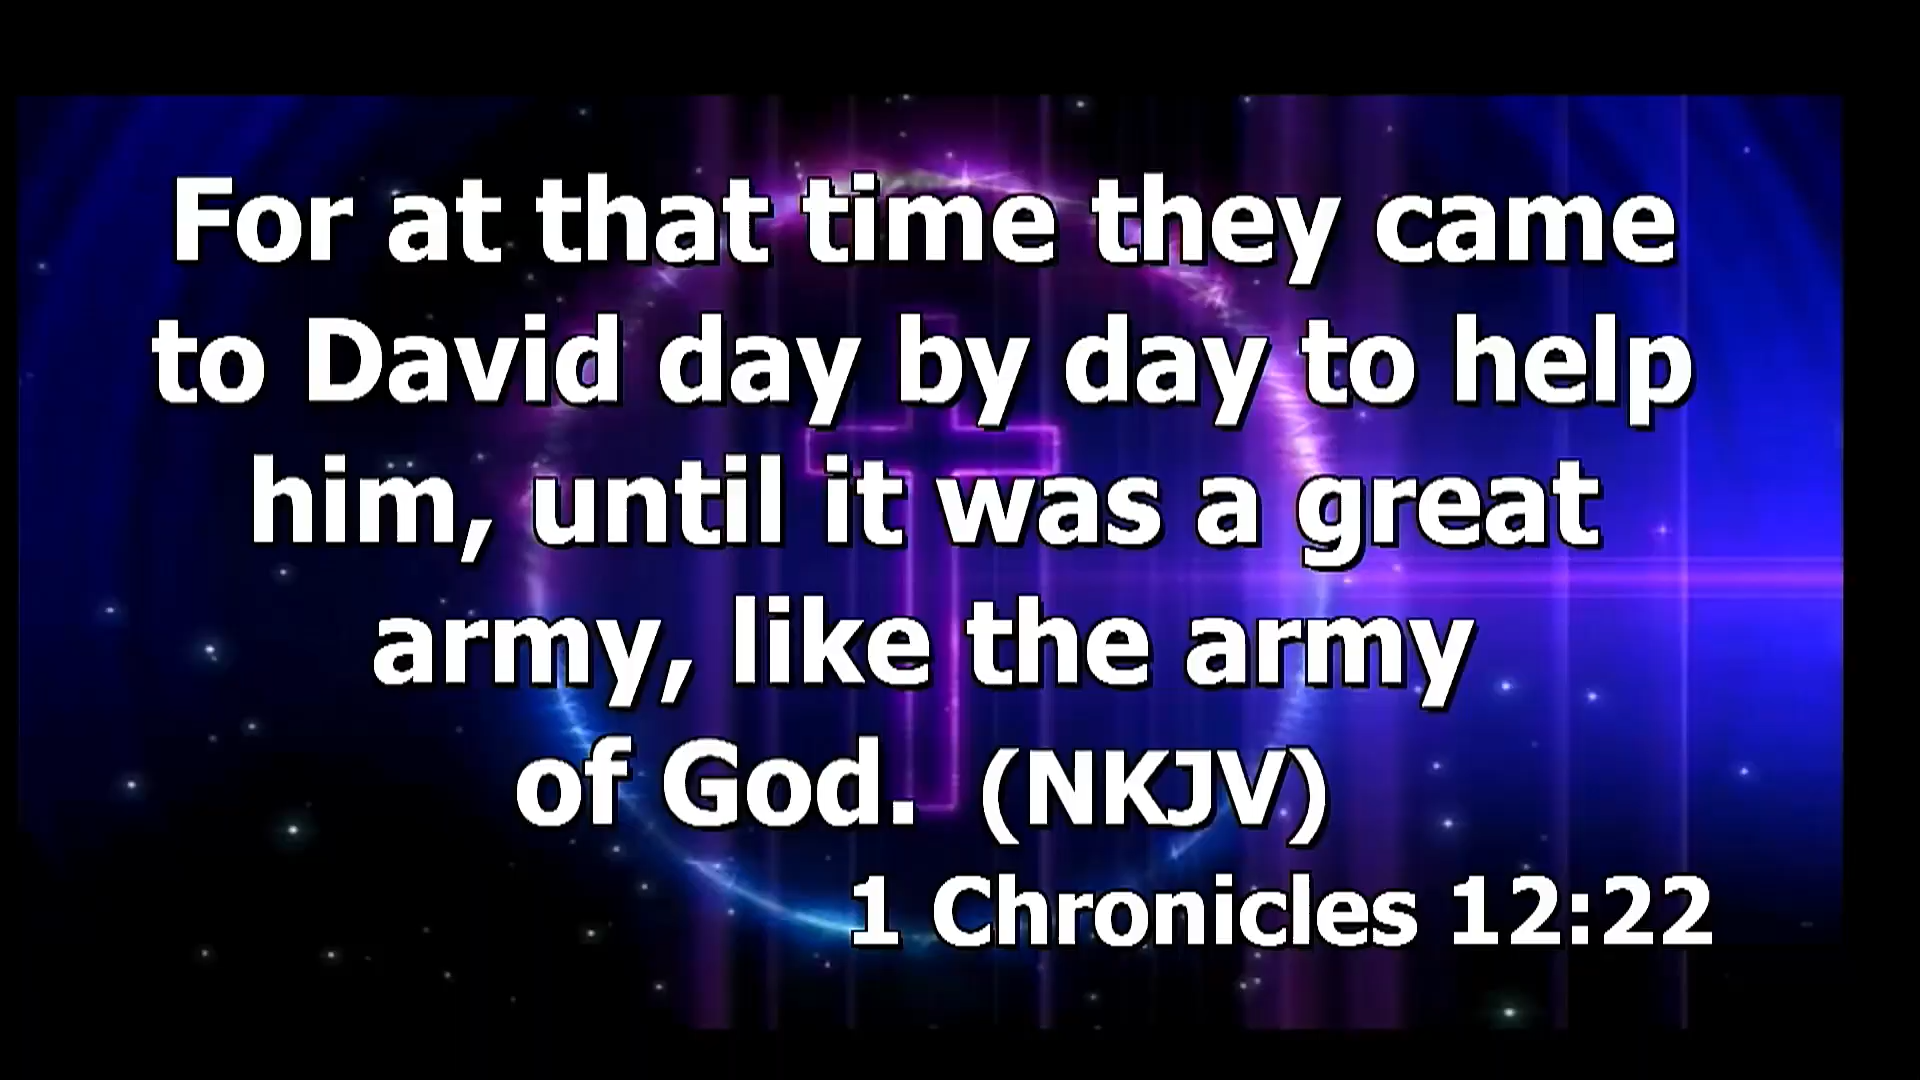 For at that time they came
to David day by day to help
him, until it was a great
army, like the army
of God. (NKJV)
1 Chronicles 12:22